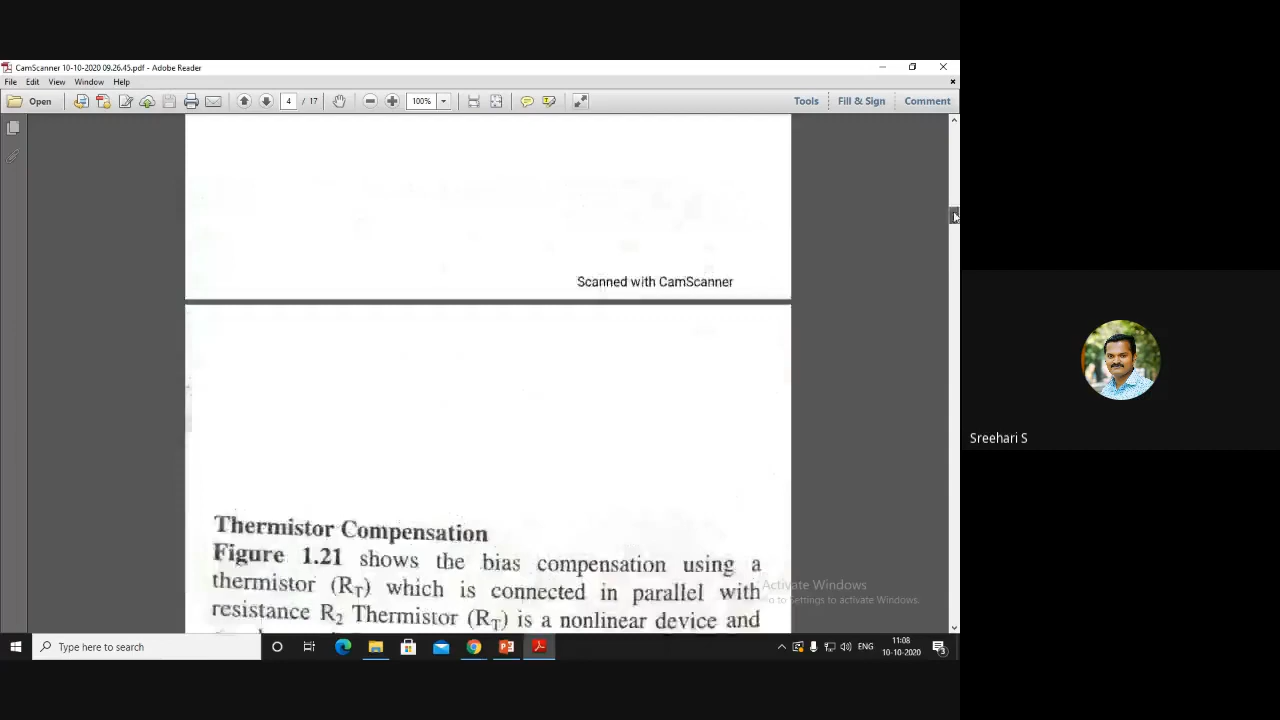 CamScanner 10-10-2020 09.26.45.pdf - Adobe Reader
File Edit View Window Help
Open 4 / 17 100% Tools Fill & Sign Comment
Scanned with CamScanner
Thermistor Compensation
Figure 1.21 shows the bias compensation using a
thermistor (RT) which is connected in parallel with
resistance R2 Thermistor (RT) is a nonlinear device and
Activate Windows
Go to Settings to activate Windows.
Sreehari S
Type here to search
ENG
11:08
10-10-2020
3